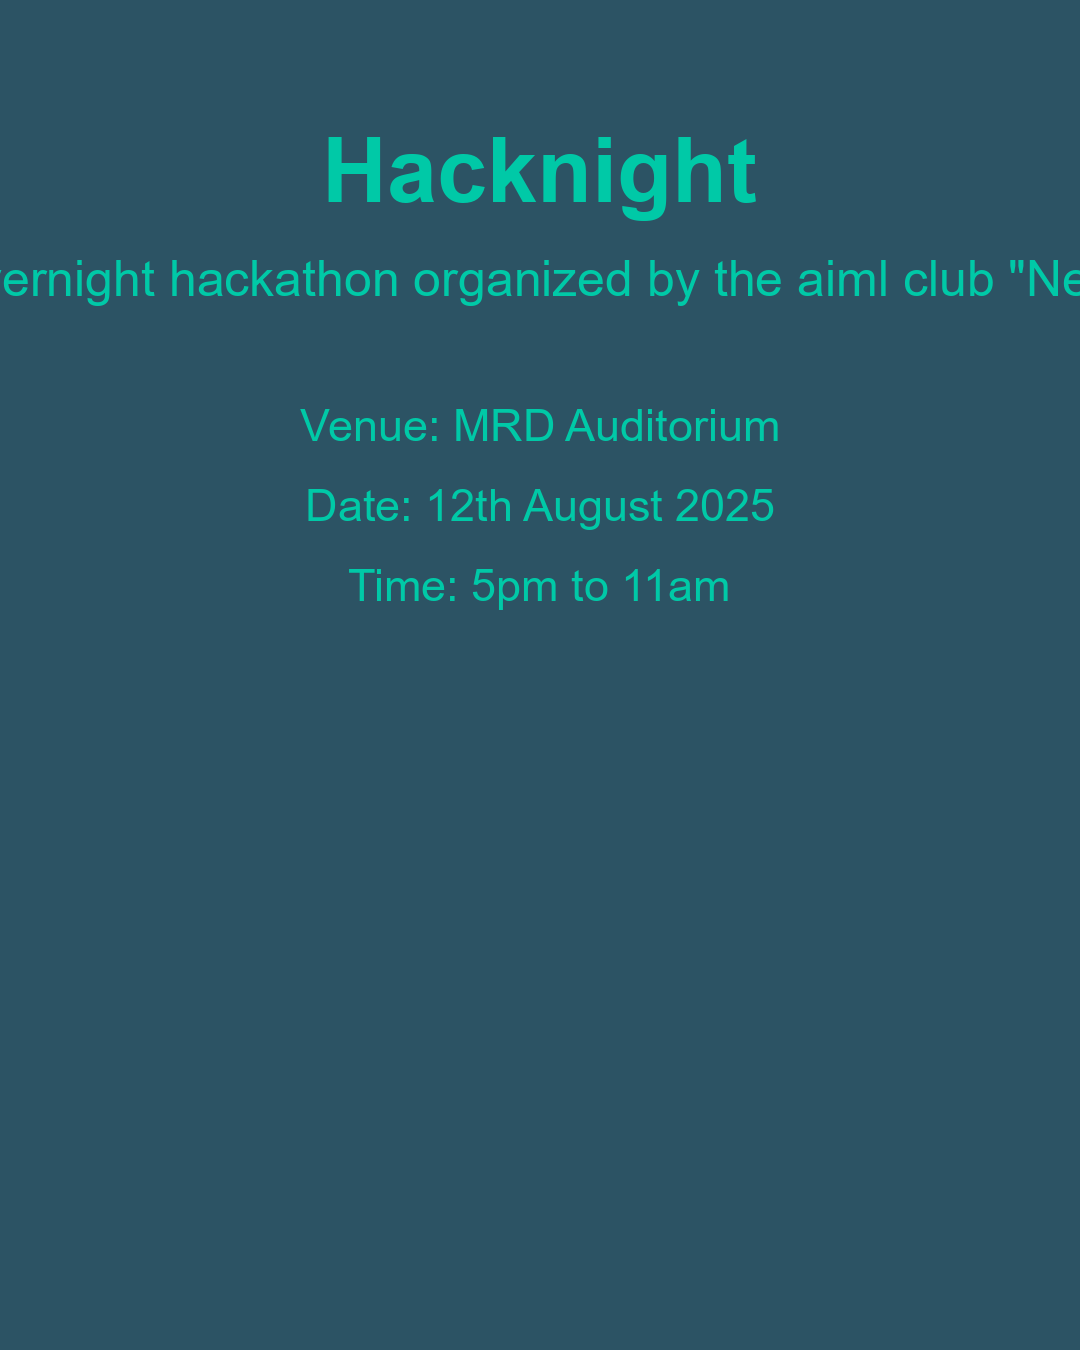 Hacknight
ernight hackathon organized by the aiml club "Ne
Venue: MRD Auditorium
Date: 12th August 2025
Time: 5pm to 11am